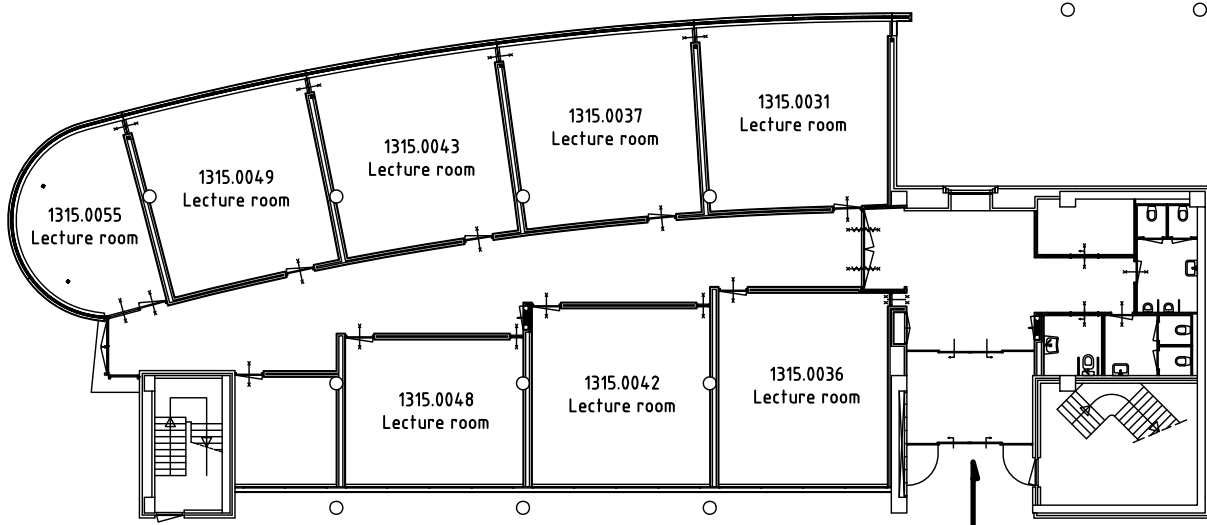 1315.0031
Lecture room
1315.0037
Lecture room
1315.0043
Lecture room
1315.0049
Lecture room
1315.0055
Lecture room
1315.0048
Lecture room
1315.0042
Lecture room
1315.0036
Lecture room